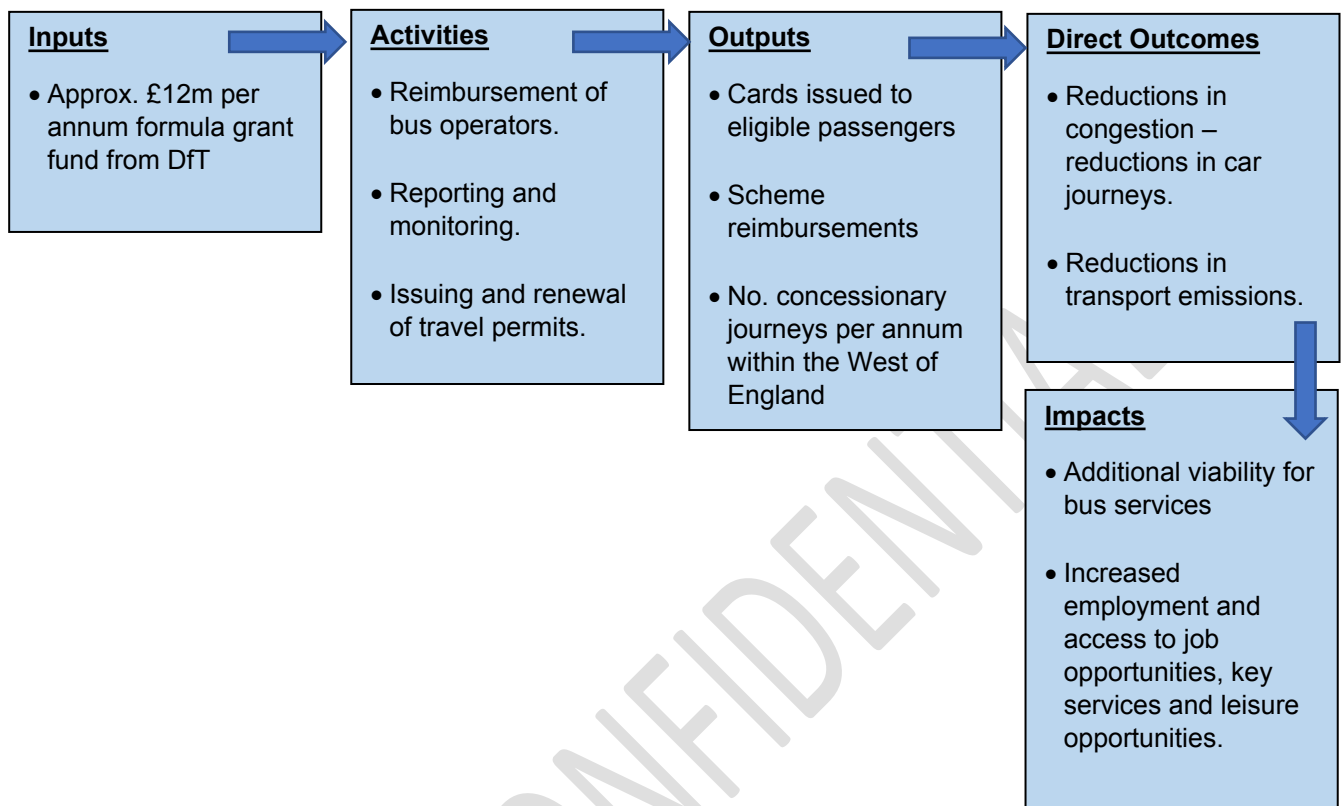 Inputs
• Approx. £12m per
annum formula grant
fund from DfT
Activities
• Reimbursement of
bus operators.
• Reporting and
monitoring.
• Issuing and renewal
of travel permits.
Outputs
• Cards issued to
eligible passengers
• Scheme
reimbursements
• No. concessionary
journeys per annum
within the West of
England
Direct Outcomes
• Reductions in
congestion –
reductions in car
journeys.
• Reductions in
transport emissions.
Impacts
• Additional viability for
bus services
• Increased
employment and
access to job
opportunities, key
services and leisure
opportunities.